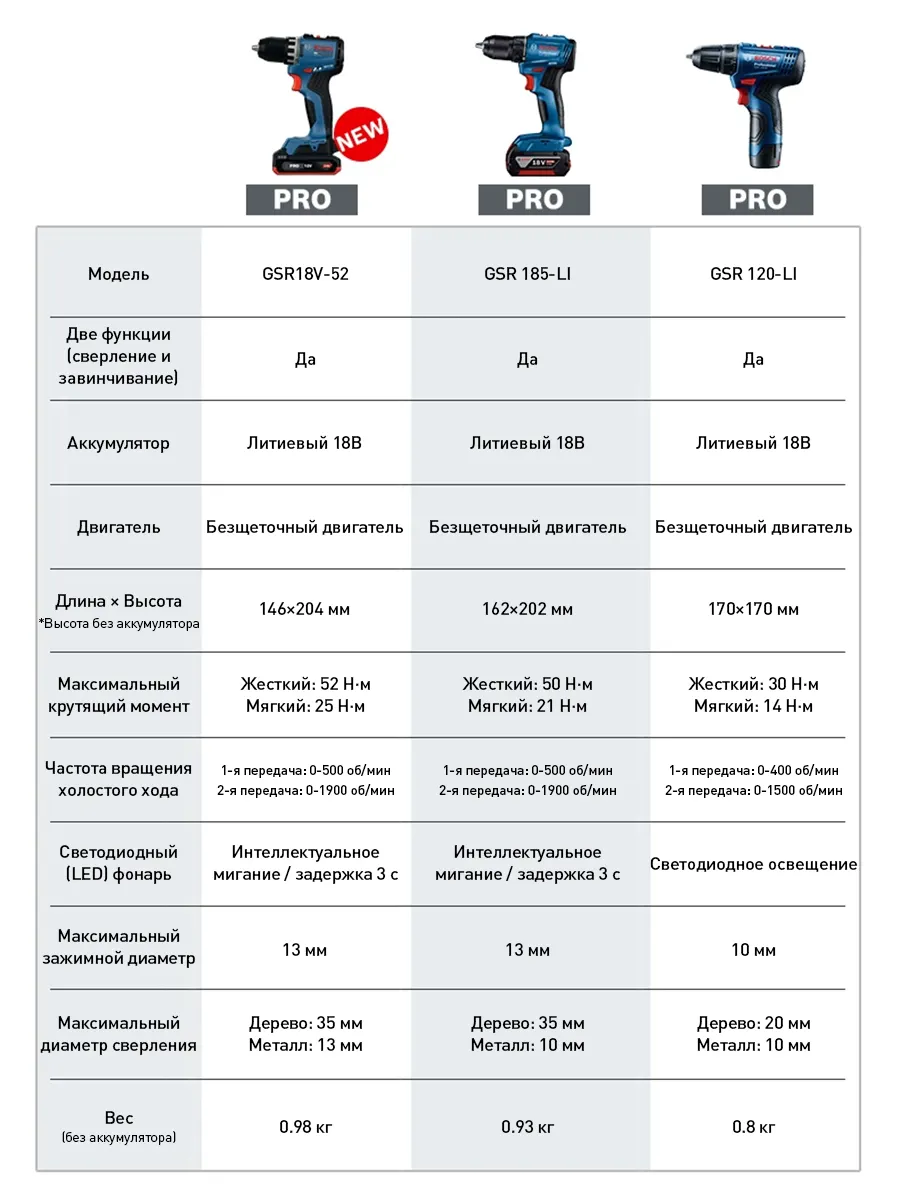 NEW
BOSCH
18V
BOSCH
Professional
PRO
PRO
PRO
Модель
GSR18V-52
GSR 185-LI
GSR 120-LI
Две функции
(сверление и
завинчивание)
Да
Да
Да
Аккумулятор
Литиевый 18В
Литиевый 18В
Литиевый 18В
Двигатель
Безщеточный двигатель
Безщеточный двигатель
Безщеточный двигатель
Длина × Высота
*Высота без аккумулятора
146×204 мм
162×202 мм
170×170 мм
Максимальный
крутящий момент
Жесткий: 52 Н·м
Мягкий: 25 Н·м
Жесткий: 50 Н·м
Мягкий: 21 Н·м
Жесткий: 30 Н·м
Мягкий: 14 Н·м
Частота вращения
холостого хода
1-я передача: 0-500 об/мин
2-я передача: 0-1900 об/мин
1-я передача: 0-500 об/мин
2-я передача: 0-1900 об/мин
1-я передача: 0-400 об/мин
2-я передача: 0-1500 об/мин
Светодиодный
(LED) фонарь
Интеллектуальное
мигание / задержка 3 с
Интеллектуальное
мигание / задержка 3 с
Светодиодное освещение
Максимальный
зажимной диаметр
13 мм
13 мм
10 мм
Максимальный
диаметр сверления
Дерево: 35 мм
Металл: 13 мм
Дерево: 35 мм
Металл: 10 мм
Дерево: 20 мм
Металл: 10 мм
Вес
(без аккумулятора)
0.98 кг
0.93 кг
0.8 кг